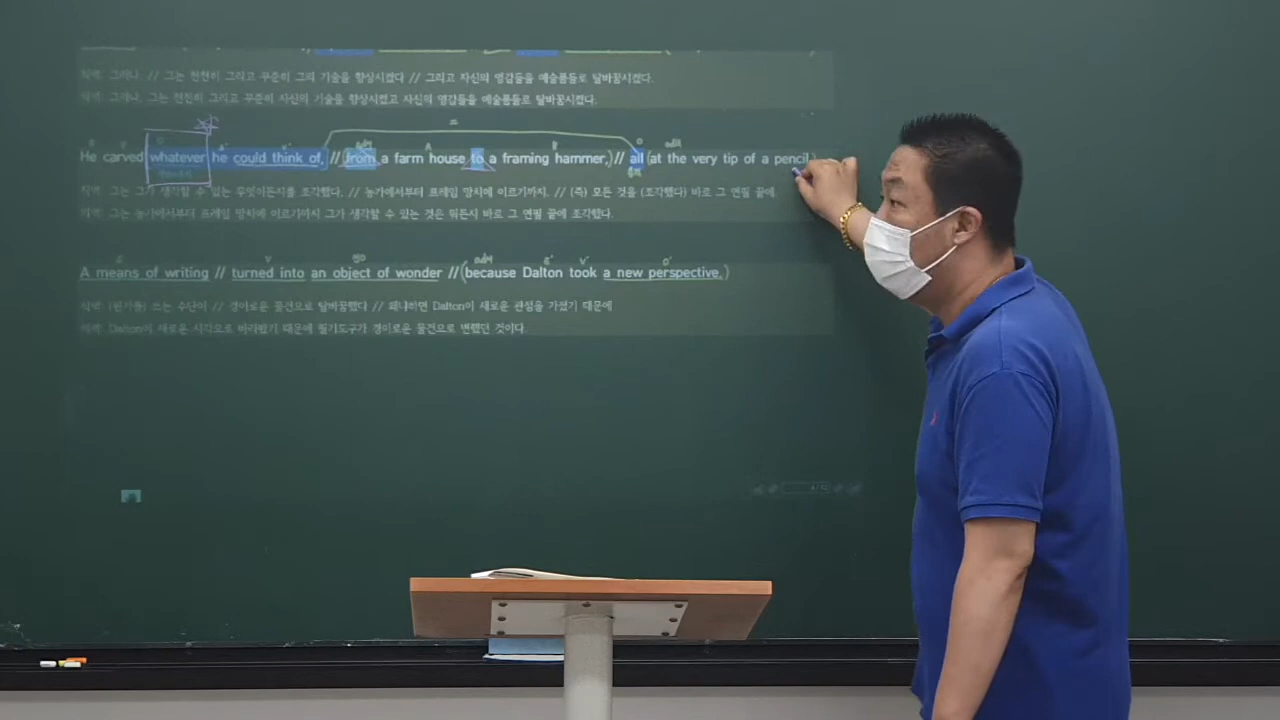 직역: 그러나, // 그는 천천히 그리고 꾸준히 그의 기술을 향상시켰다 // 그리고 자신의 영감들을 예술품들로 탈바꿈시켰다.
의역: 그러나, 그는 천천히 그리고 꾸준히 자신의 기술을 향상시켰고 자신의 영감들을 예술품들로 탈바꿈시켰다.
He carved whatever he could think of, // from a farm house to a framing hammer,) // all (at the very tip of a pencil.)
직역: 그는 그가 생각할 수 있는 무엇이든지를 조각했다. // 농가에서부터 프레임 망치에 이르기까지. // (즉) 모든 것을 (조각했다) 바로 그 연필 끝에
의역: 그는 농가에서부터 프레임 망치에 이르기까지 그가 생각할 수 있는 것은 뭐든지 바로 그 연필 끝에 조각했다.
A means of writing // turned into an object of wonder // (because Dalton took a new perspective.)
직역: (필기를) 쓰는 수단이 // 경이로운 물건으로 탈바꿈했다 // 왜냐하면 Dalton이 새로운 관점을 가졌기 때문에
의역: Dalton이 새로운 시각으로 바라봤기 때문에 필기도구가 경이로운 물건으로 변했던 것이다.